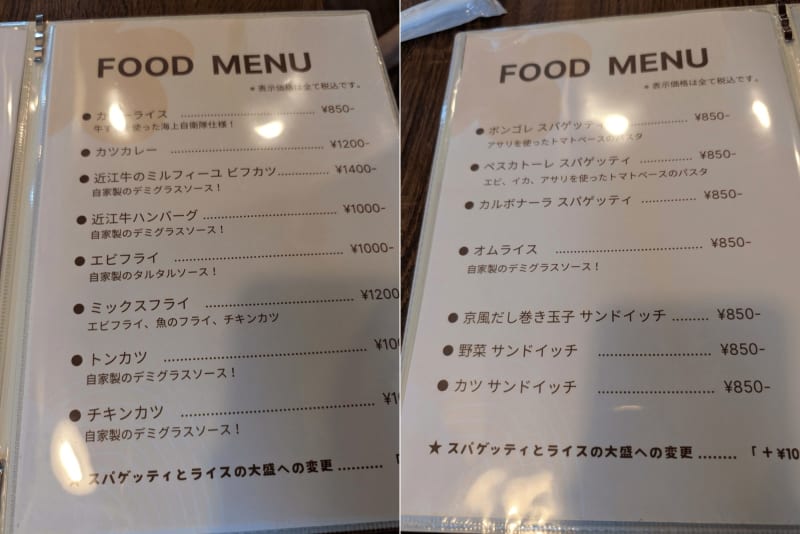 FOOD MENU
* 表示価格は全て税込です。
● カ ーライス ........ ¥850-
牛す 使った海上自衛隊仕様！
● カツカレー ........ ¥1200-
● 近江牛のミルフィーユ ビフカツ........ ¥1400-
自家製のデミグラスソース！
● 近江牛ハンバーグ ........ ¥1000-
自家製のデミグラスソース！
● エビフライ ........ ¥1000-
自家製のタルタルソース！
● ミックスフライ ........ ¥1200
エビフライ、魚のフライ、チキンカツ
● トンカツ ........
自家製のデミグラスソース！
● チキンカツ ........
自家製のデミグラスソース！
★ スパゲッティとライスの大盛への変更 ......... 「
FOOD MENU
* 表示価格は全て税込です。
● ボンゴレ スパゲッティ ........ ¥850-
アサリを使ったトマトベースのパスタ
● ペスカトーレ スパゲッティ ........ ¥850-
エビ、イカ、アサリを使ったトマトベースのパスタ
● カルボナーラ スパゲティ ........ ¥850-
● オムライス ........ ¥850-
自家製のデミグラスソース！
● 京風だし巻き玉子 サンドイッチ ........ ¥850-
● 野菜 サンドイッチ ........ ¥850-
● カツ サンドイッチ ........ ¥850-
★ スパゲッティとライスの大盛への変更 ........ 「 + ¥10